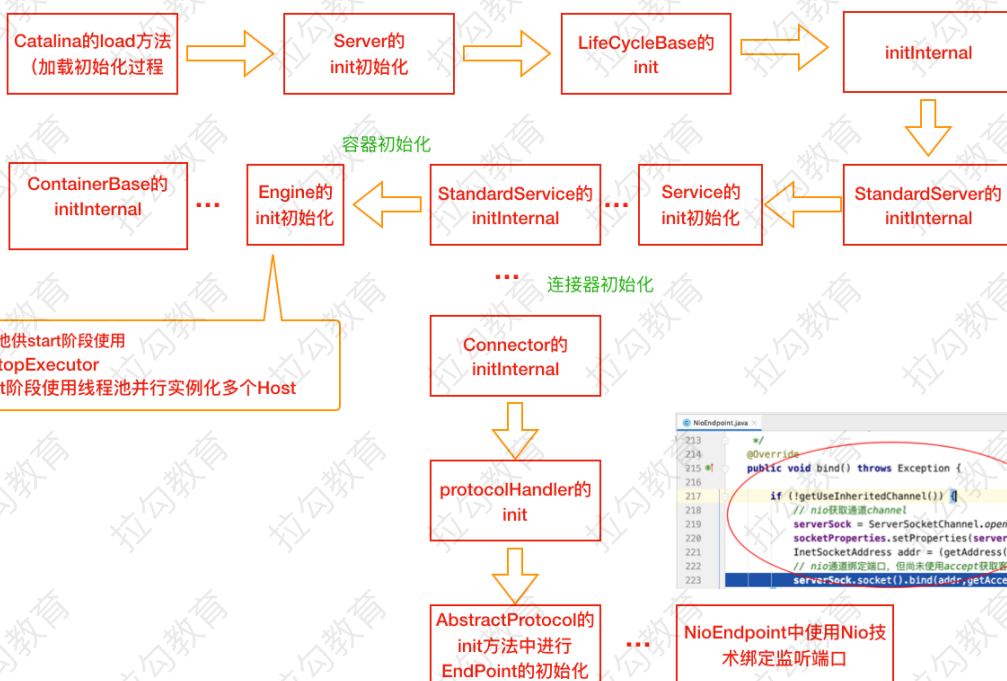 Catalina的load方法
（加载初始化过程
Server的
init初始化
LifeCycleBase的
init
initInternal
容器初始化
ContainerBase的
initInternal
...
Engine的
init初始化
StandardService的
initInternal
...
Service的
init初始化
StandardServer的
initInternal
...
连接器初始化
池供start阶段使用
topExecutor
t阶段使用线程池并行实例化多个Host
Connector的
initInternal
protocolHandler的
init
NioEndpoint.java
213 */
214 @Override
215 public void bind() throws Exception {
216
217 if (!getUseInheritedChannel()) {
218 // nio获取通道channel
219 serverSock = ServerSocketChannel.open
220 socketProperties.setProperties(server
221 InetSocketAddress addr = (getAddress(
222 // nio通道绑定端口，但尚未使用accept获取客
223 serverSock.socket().bind(addr,getAcce
AbstractProtocol的
init方法中进行
EndPoint的初始化
...
NioEndpoint中使用Nio技
术绑定监听端口
拉勾教育